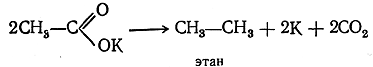 2CH₃—C
O
OK
→ CH₃—CH₃ + 2K + 2CO₂
этан